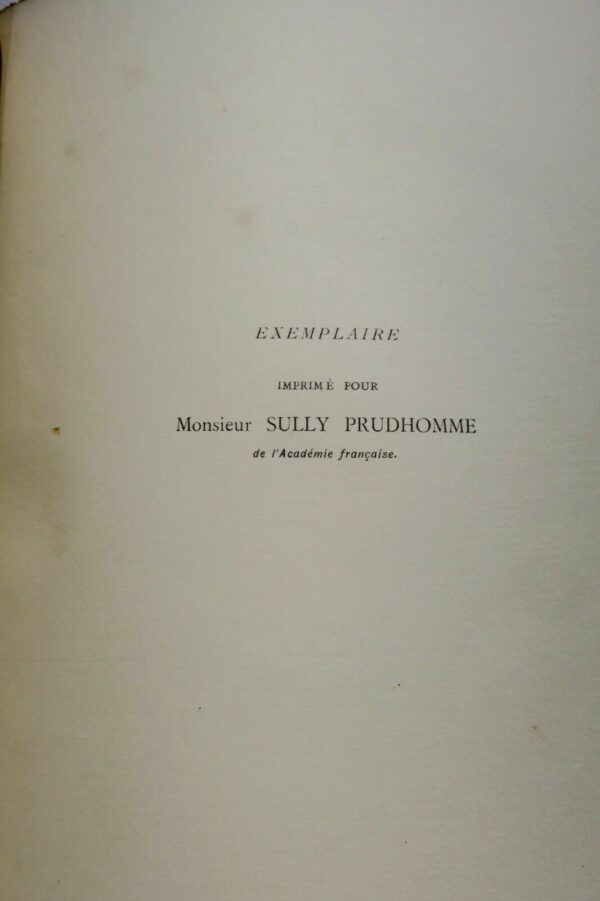 EXEMPLAIRE
IMPRIMÉ POUR
Monsieur SULLY PRUDHOMME
de l'Académie française.